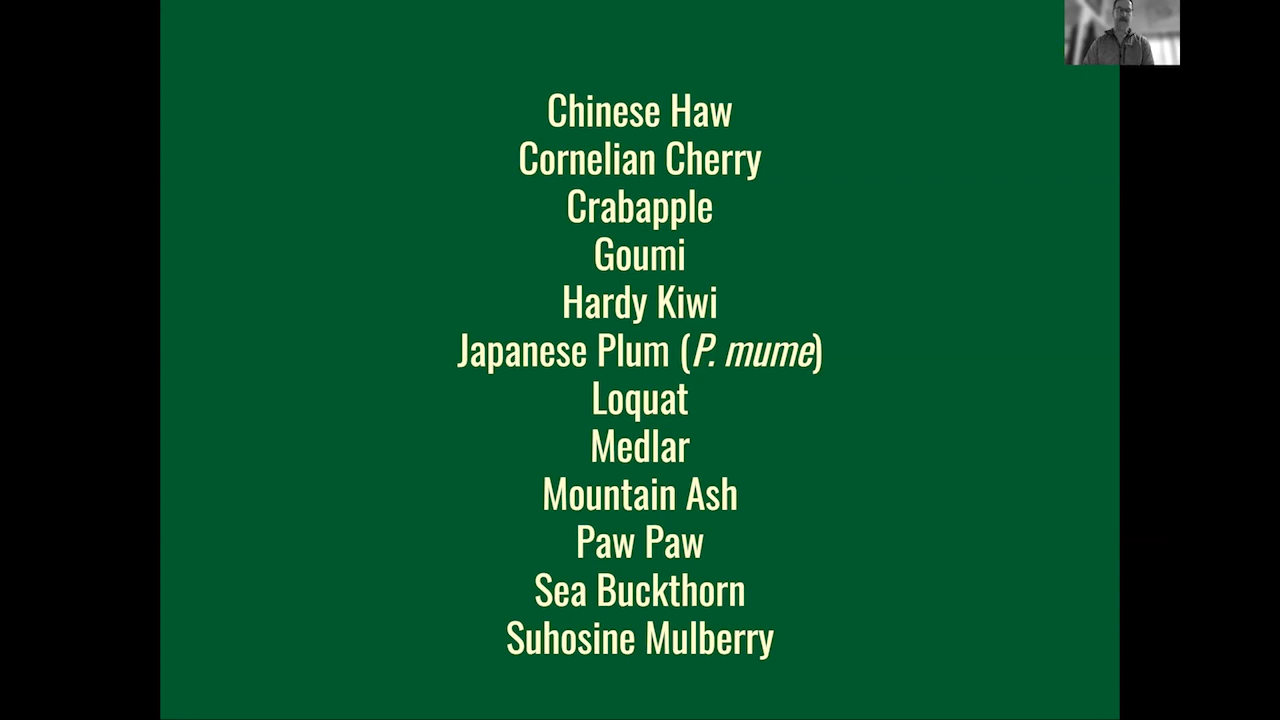 Chinese Haw
Cornelian Cherry
Crabapple
Goumi
Hardy Kiwi
Japanese Plum (P. mume)
Loquat
Medlar
Mountain Ash
Paw Paw
Sea Buckthorn
Suhosine Mulberry